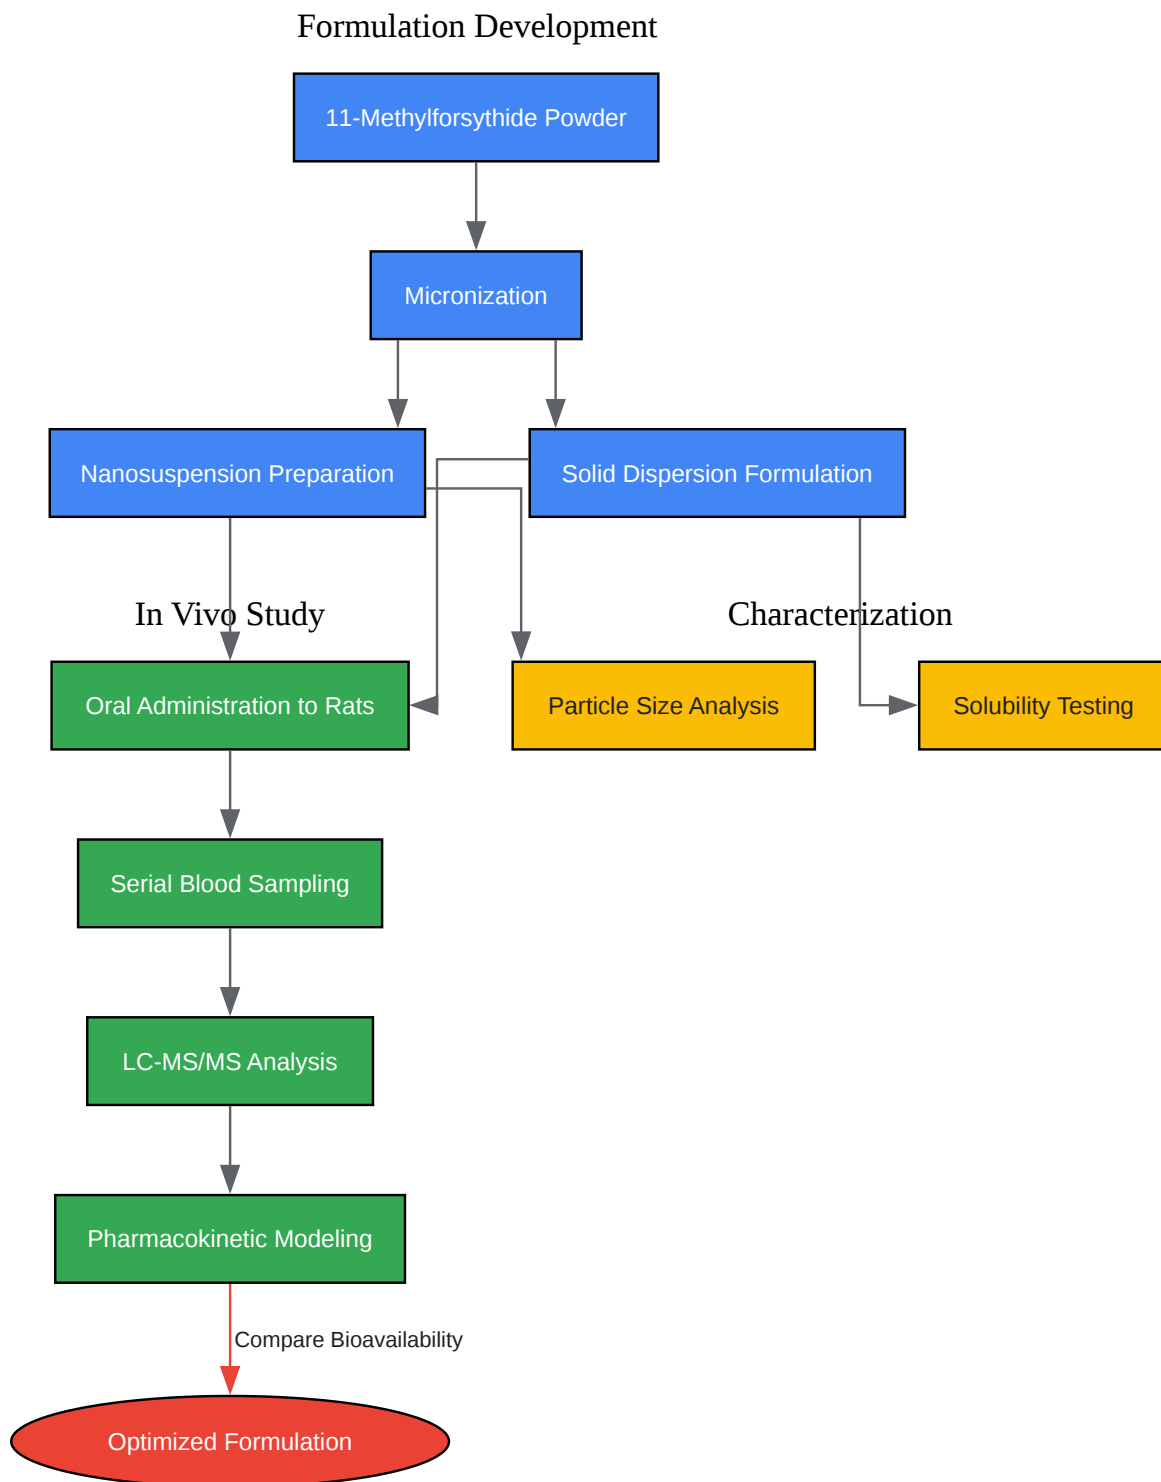 Formulation Development
11-Methylforsythide Powder
Micronization
Nanosuspension Preparation
Solid Dispersion Formulation
In Vivo Study
Characterization
Oral Administration to Rats
Particle Size Analysis
Solubility Testing
Serial Blood Sampling
LC-MS/MS Analysis
Pharmacokinetic Modeling
Compare Bioavailability
Optimized Formulation